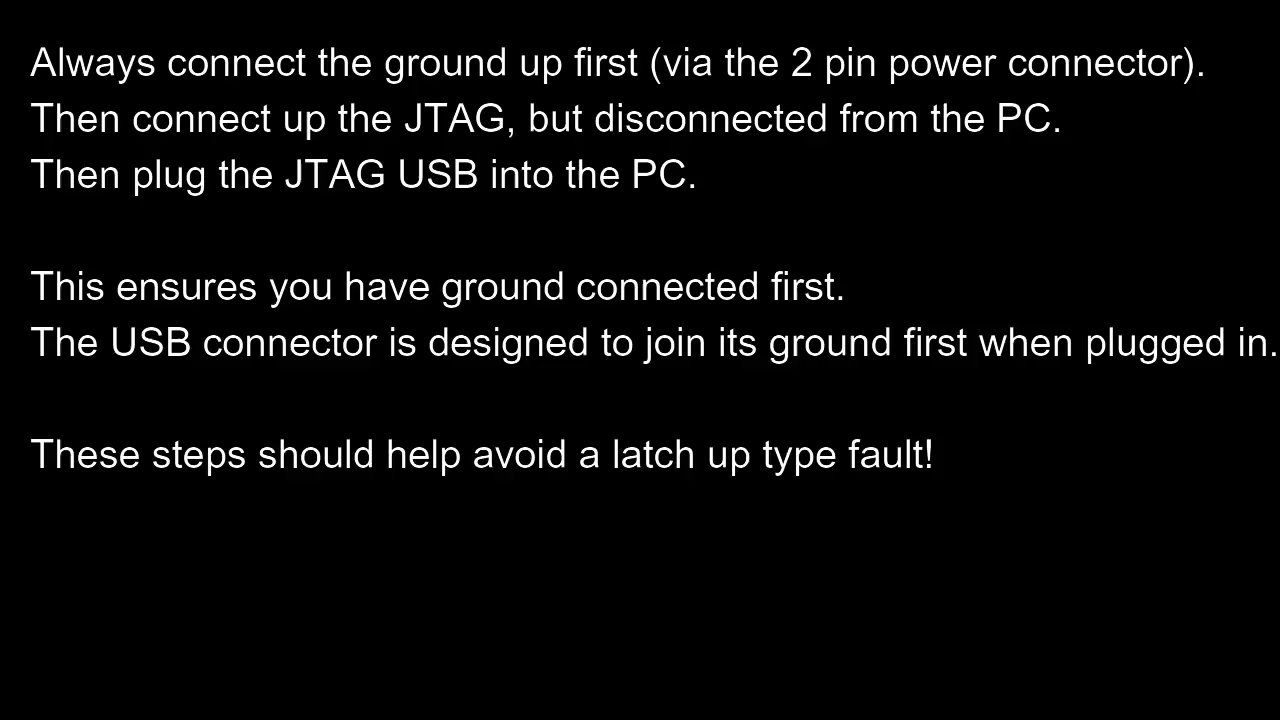 Always connect the ground up first (via the 2 pin power connector).
Then connect up the JTAG, but disconnected from the PC.
Then plug the JTAG USB into the PC.
This ensures you have ground connected first.
The USB connector is designed to join its ground first when plugged in.
These steps should help avoid a latch up type fault!